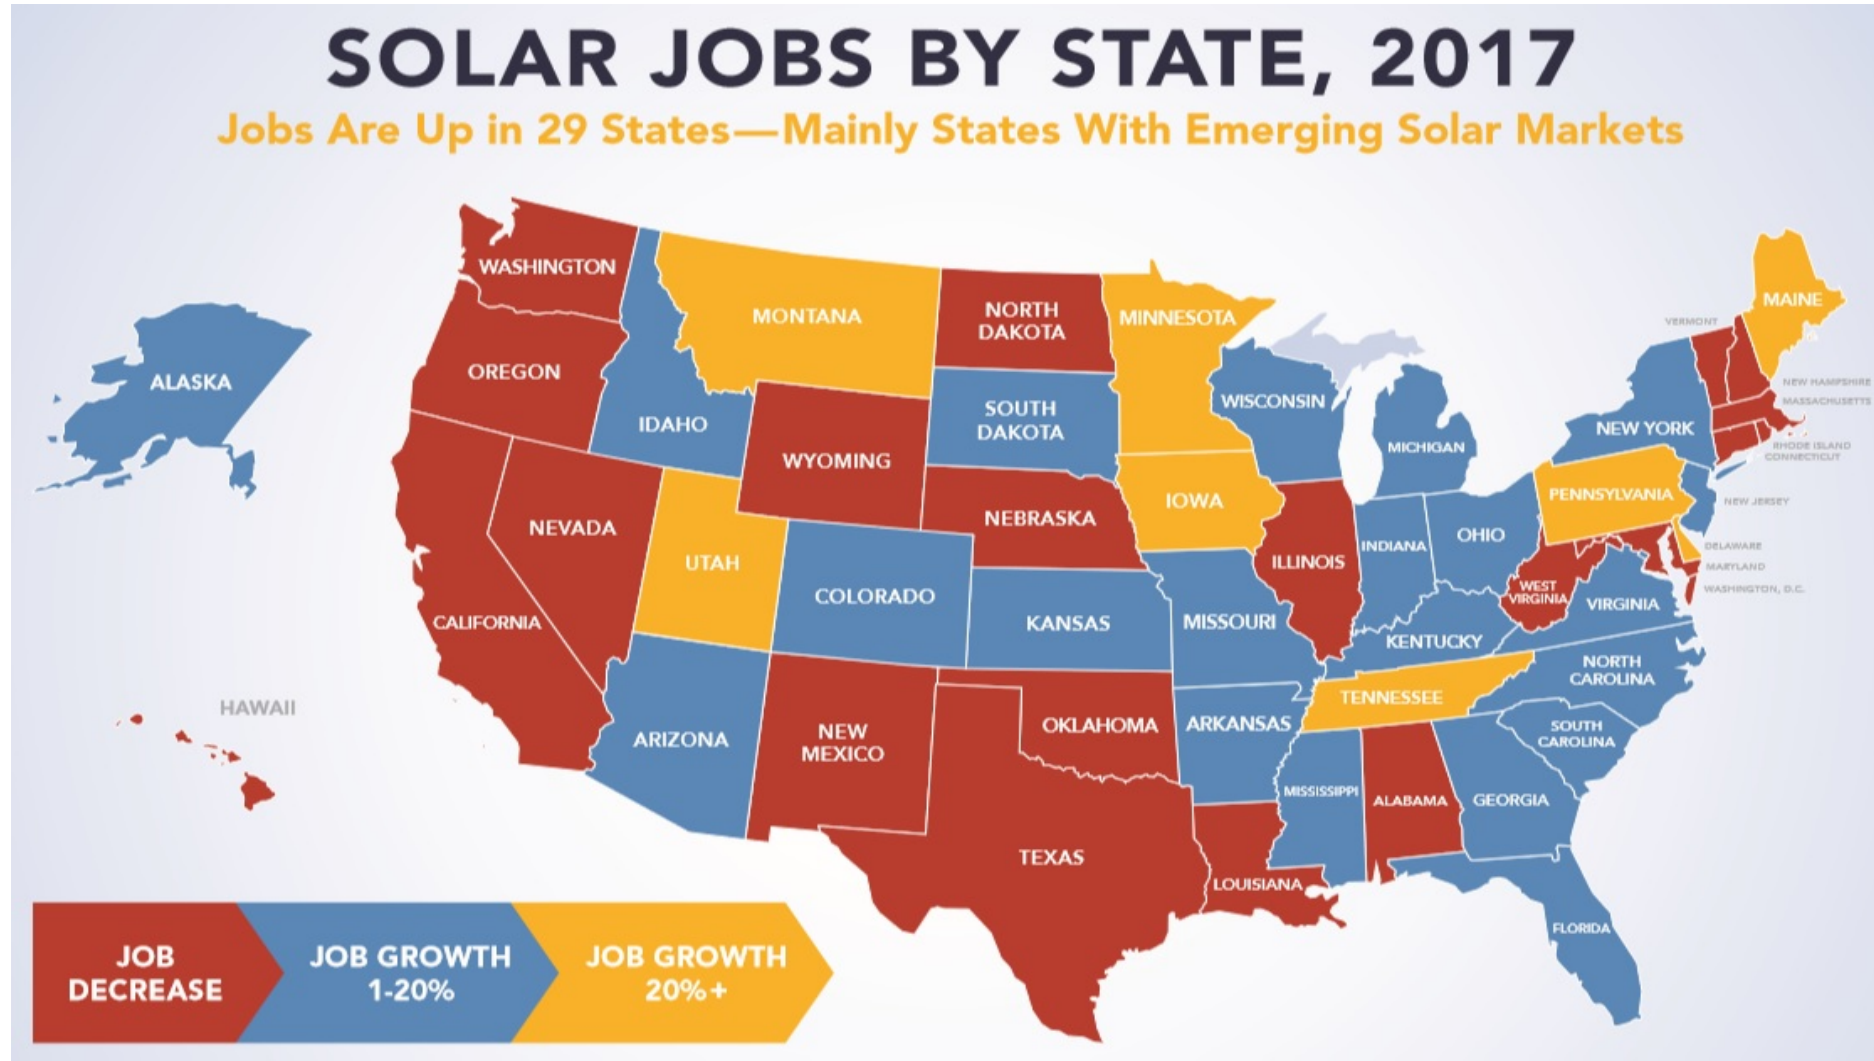 SOLAR JOBS BY STATE, 2017
Jobs Are Up in 29 States—Mainly States With Emerging Solar Markets
WASHINGTON
MONTANA
NORTH
DAKOTA
MINNESOTA
MAINE
VERMONT
OREGON
ALASKA
IDAHO
SOUTH
DAKOTA
WISCONSIN
MICHIGAN
NEW YORK
NEW HAMPSHIRE
MASSACHUSETTS
RHODE ISLAND
CONNECTICUT
WYOMING
NEBRASKA
IOWA
PENNSYLVANIA
NEW JERSEY
NEVADA
UTAH
COLORADO
ILLINOIS
INDIANA
OHIO
DELAWARE
MARYLAND
WASHINGTON, D.C.
WEST
VIRGINIA
VIRGINIA
CALIFORNIA
KANSAS
MISSOURI
KENTUCKY
NORTH
CAROLINA
TENNESSEE
HAWAII
ARIZONA
NEW
MEXICO
OKLAHOMA
ARKANSAS
SOUTH
CAROLINA
MISSISSIPPI
ALABAMA
GEORGIA
TEXAS
LOUISIANA
FLORIDA
JOB
DECREASE
JOB GROWTH
1-20%
JOB GROWTH
20%+